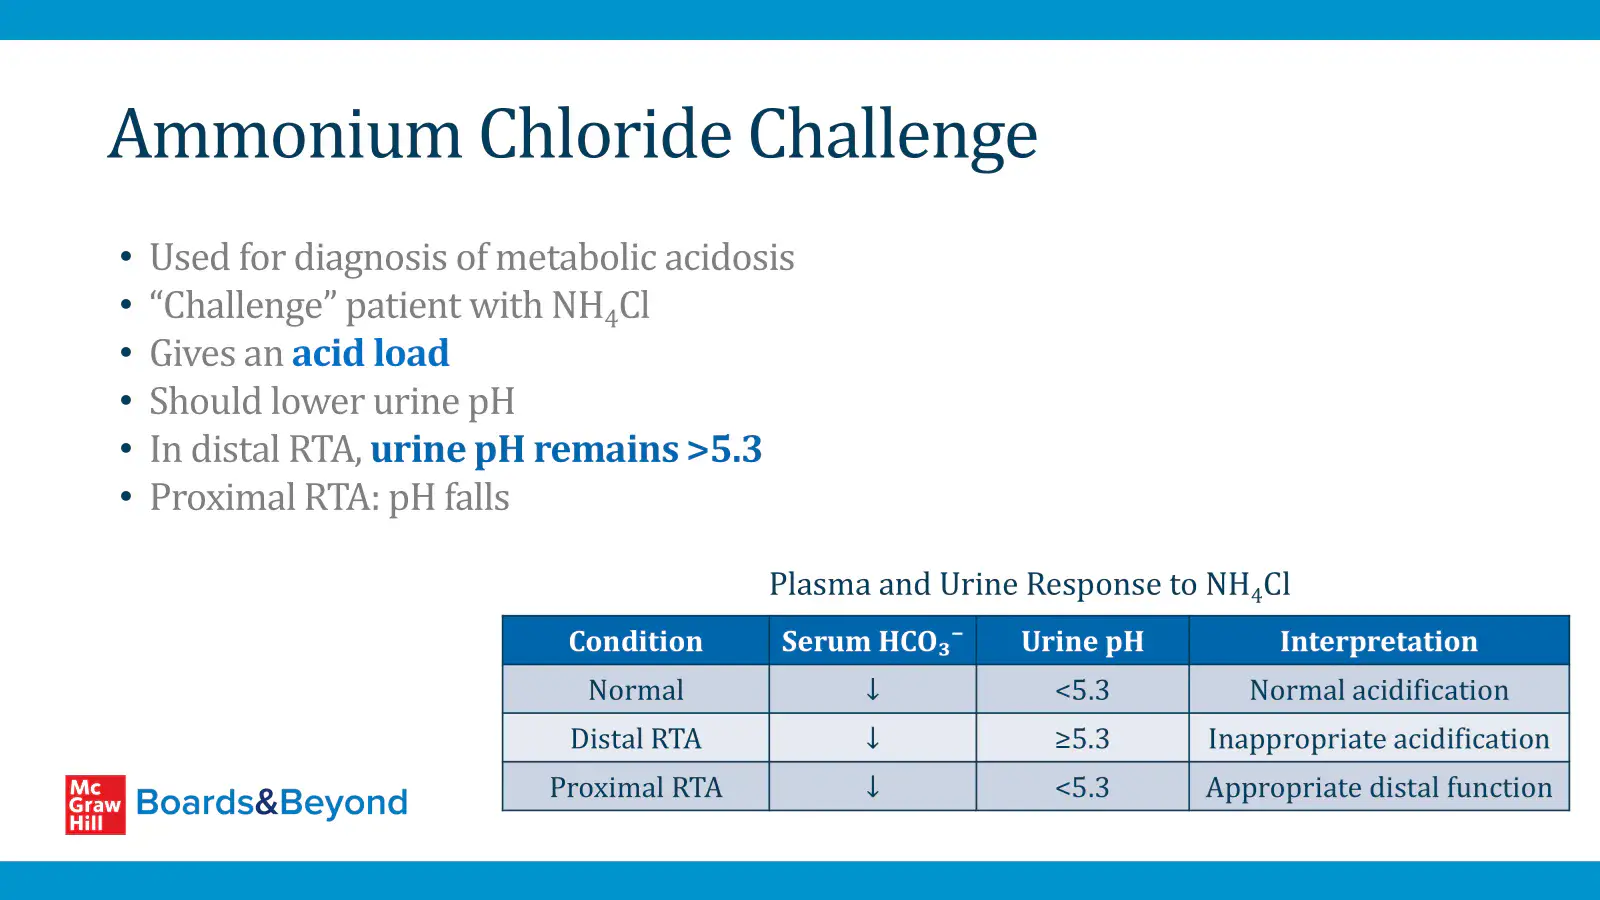 Ammonium Chloride Challenge
• Used for diagnosis of metabolic acidosis
• “Challenge” patient with NH₄Cl
• Gives an acid load
• Should lower urine pH
• In distal RTA, urine pH remains >5.3
• Proximal RTA: pH falls
Plasma and Urine Response to NH₄Cl
Condition Serum HCO₃⁻ Urine pH Interpretation
Normal ↓ <5.3 Normal acidification
Distal RTA ↓ ≥5.3 Inappropriate acidification
Proximal RTA ↓ <5.3 Appropriate distal function
Mc
Graw
Hill
Boards&Beyond